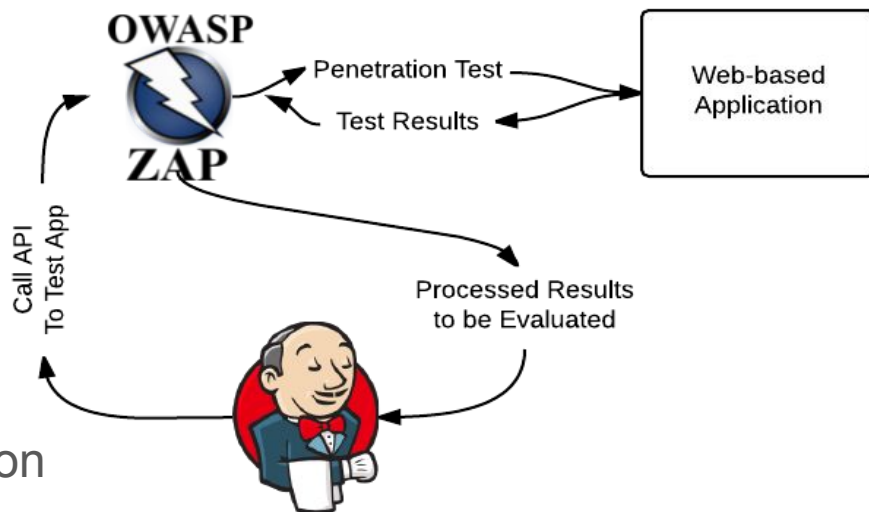 OWASP
ZAP
Penetration Test
Test Results
Web-based
Application
Call API
To Test App
Processed Results
to be Evaluated
on